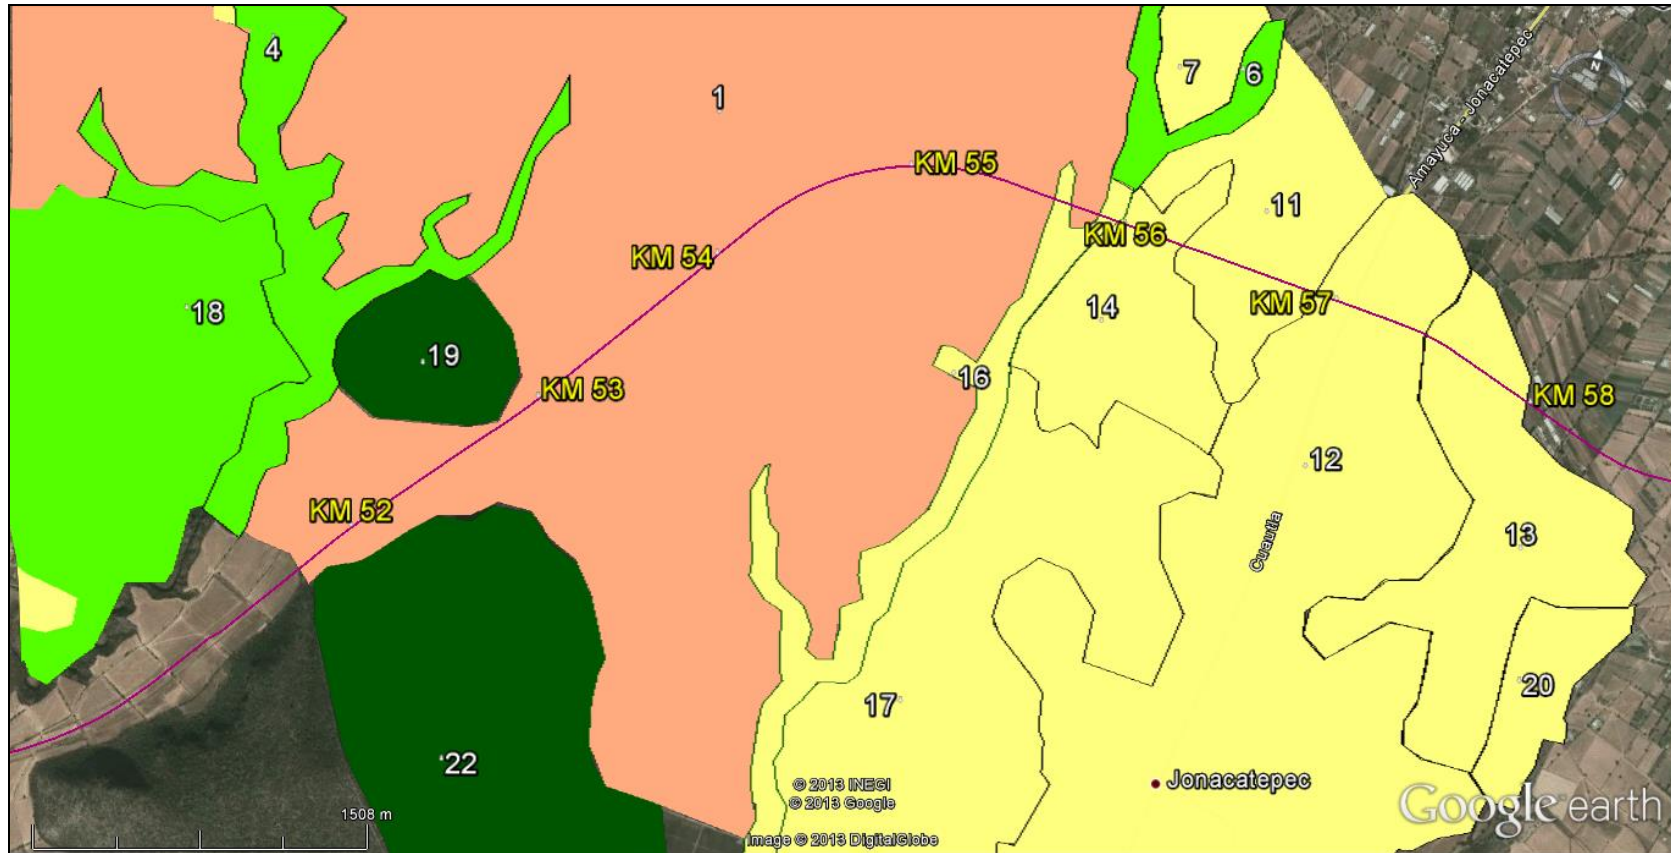 4
1
7
6
Amayuca - Jonacatepec
N
KM 55
11
KM 56
KM 54
KM 57
18
14
19
16
KM 53
KM 58
12
KM 52
13
Cuautla
20
17
22
Jonacatepec
© 2013 INEGI
© 2013 Google
1508 m
Image © 2013 DigitalGlobe
Google earth